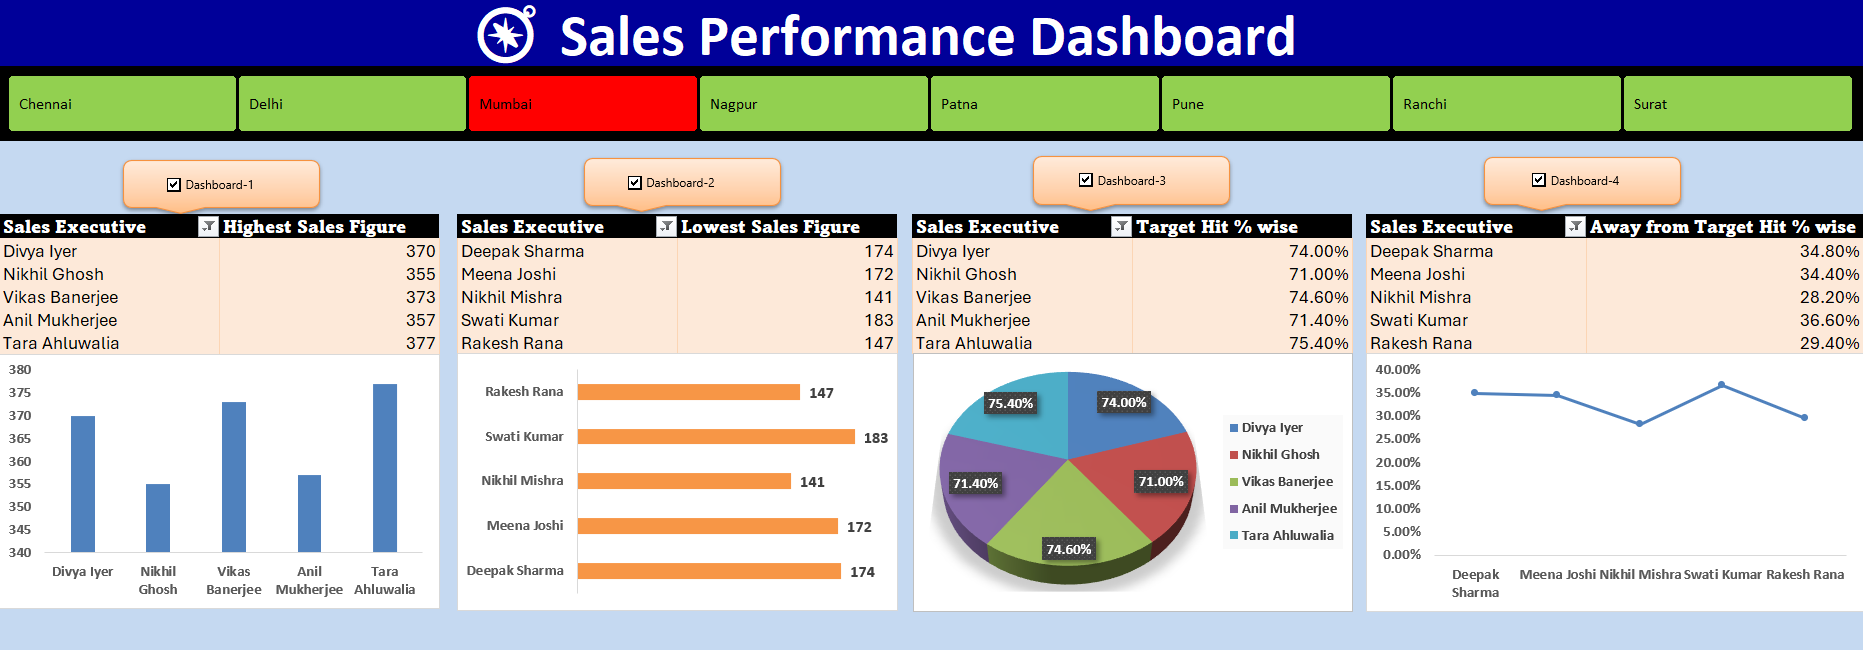 Sales Performance Dashboard
Chennai Delhi Mumbai Nagpur Patna Pune Ranchi Surat
Dashboard-1 Dashboard-2 Dashboard-3 Dashboard-4
Sales Executive Highest Sales Figure
Divya Iyer 370
Nikhil Ghosh 355
Vikas Banerjee 373
Anil Mukherjee 357
Tara Ahluwalia 377
380
375
370
365
360
355
350
345
340
Divya Iyer Nikhil Vikas Anil Tara
Ghosh Banerjee Mukherjee Ahluwalia
Sales Executive Lowest Sales Figure
Deepak Sharma 174
Meena Joshi 172
Nikhil Mishra 141
Swati Kumar 183
Rakesh Rana 147
Rakesh Rana 147
Swati Kumar 183
Nikhil Mishra 141
Meena Joshi 172
Deepak Sharma 174
Sales Executive Target Hit % wise
Divya Iyer 74.00%
Nikhil Ghosh 71.00%
Vikas Banerjee 74.60%
Anil Mukherjee 71.40%
Tara Ahluwalia 75.40%
75.40% 74.00%
71.40% 71.00%
74.60%
Divya Iyer
Nikhil Ghosh
Vikas Banerjee
Anil Mukherjee
Tara Ahluwalia
Sales Executive Away from Target Hit % wise
Deepak Sharma 34.80%
Meena Joshi 34.40%
Nikhil Mishra 28.20%
Swati Kumar 36.60%
Rakesh Rana 29.40%
40.00%
35.00%
30.00%
25.00%
20.00%
15.00%
10.00%
5.00%
0.00%
Deepak Meena Joshi Nikhil Mishra Swati Kumar Rakesh Rana
Sharma